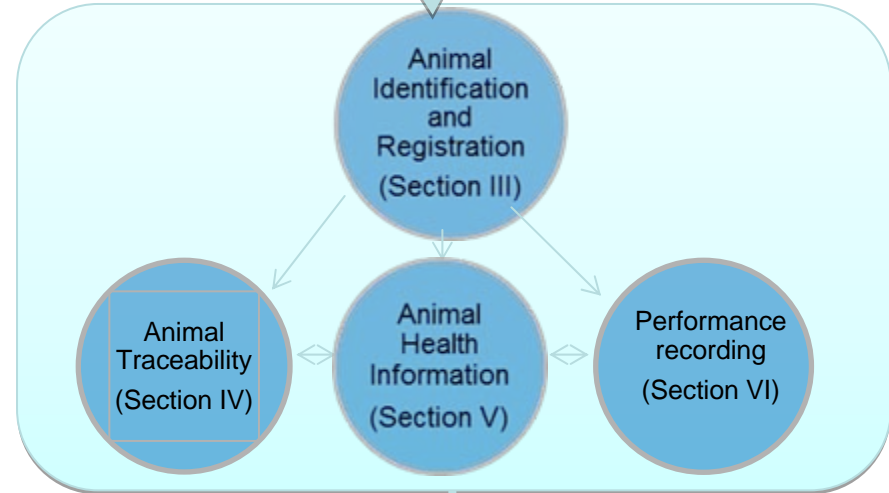 Animal
Identification
and
Registration
(Section III)
Animal
Traceability
(Section IV)
Animal
Health
Information
(Section V)
Performance
recording
(Section VI)